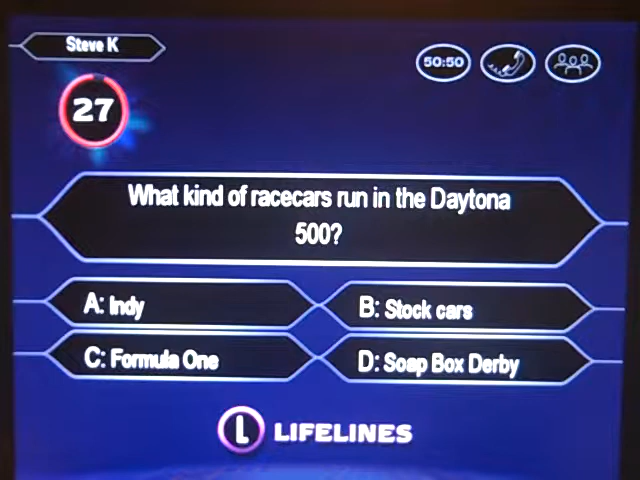 Steve K
50:50
27
What kind of racecars run in the Daytona
500?
A: Indy
B: Stock cars
C: Formula One
D: Soap Box Derby
L LIFELINES